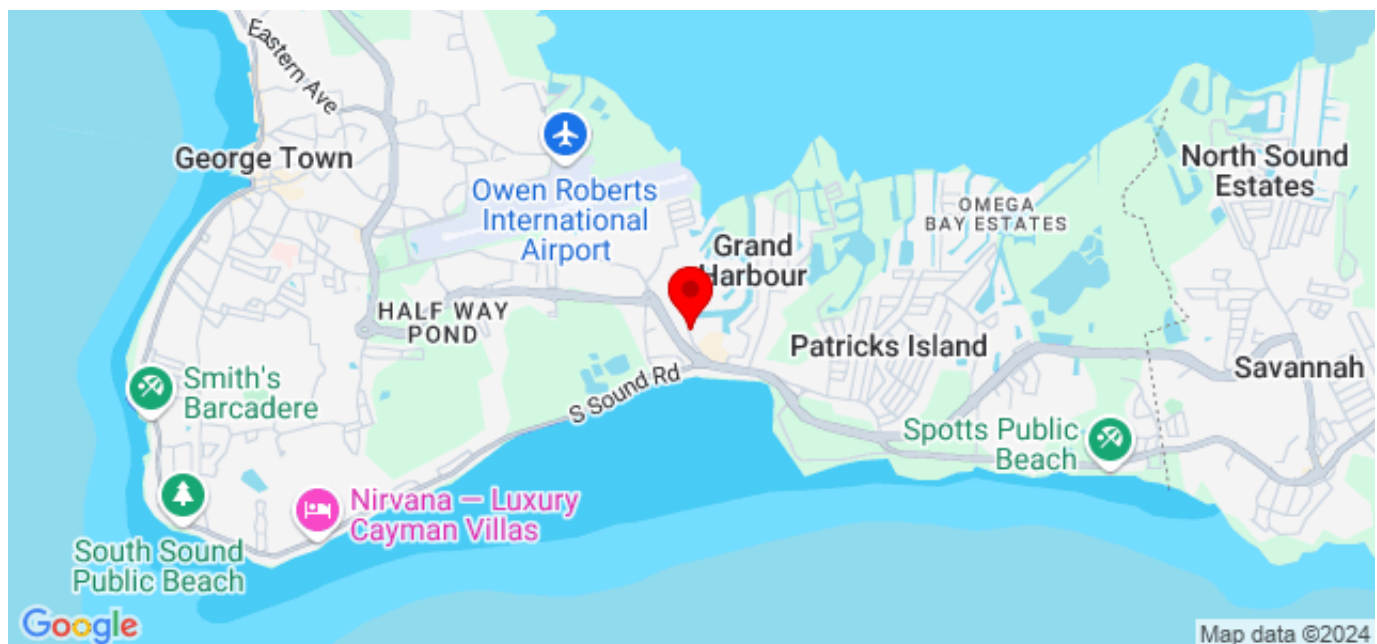 Eastern Ave
George Town
Owen Roberts
International
Airport
Grand
Harbour
OMEGA
BAY ESTATES
North Sound
Estates
HALF WAY
POND
Patricks Island
Savannah
Smith's
Barcadere
S Sound Rd
Spotts Public
Beach
Nirvana — Luxury
Cayman Villas
South Sound
Public Beach
Google
Map data ©2024